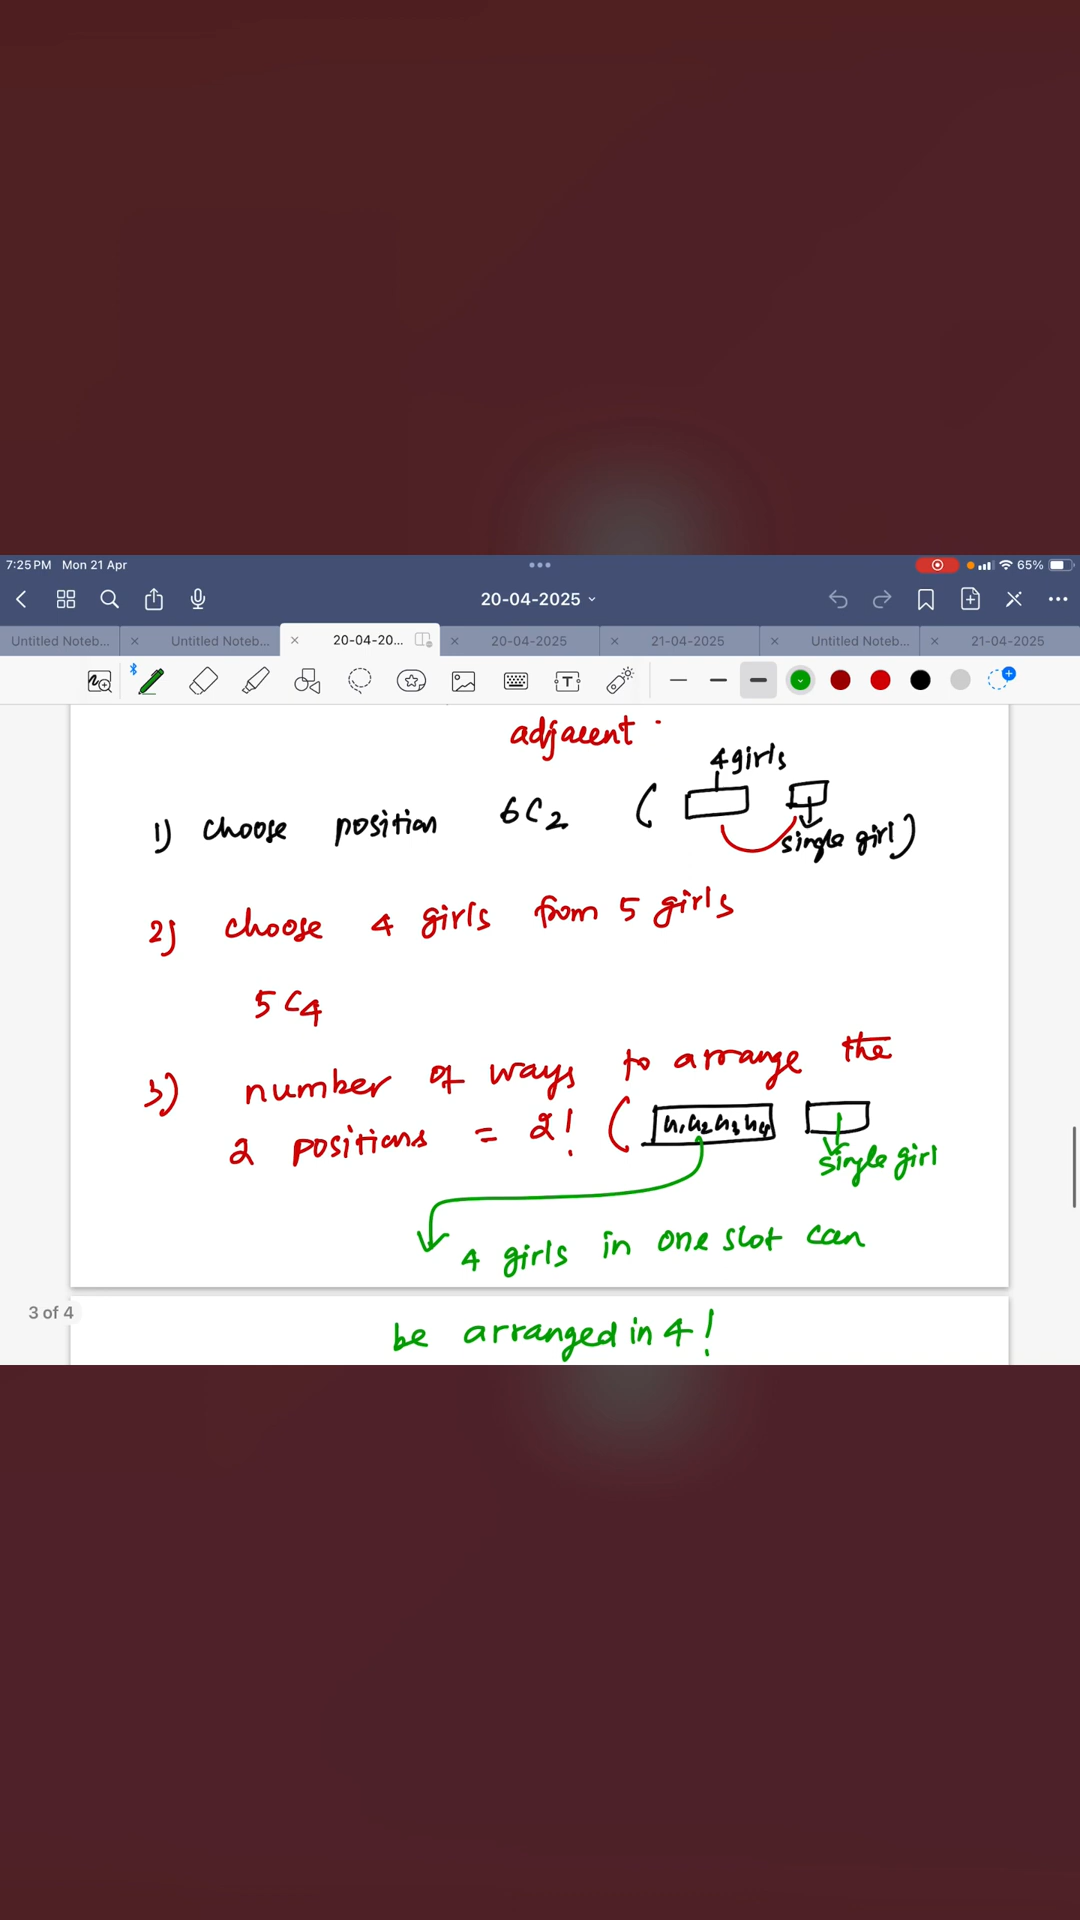 7:25 PM Mon 21 Apr
65%
20-04-2025
Untitled Noteb...
Untitled Noteb...
20-04-20...
20-04-2025
21-04-2025
Untitled Noteb...
21-04-2025
adjacent.
4 girls
1) choose position 6C2 (
single girl)
2) choose 4 girls from 5 girls
5C4
3) number of ways to arrange the
2 positions = 2! (
single girl
4 girls in one slot can
3 of 4
be arranged in 4!